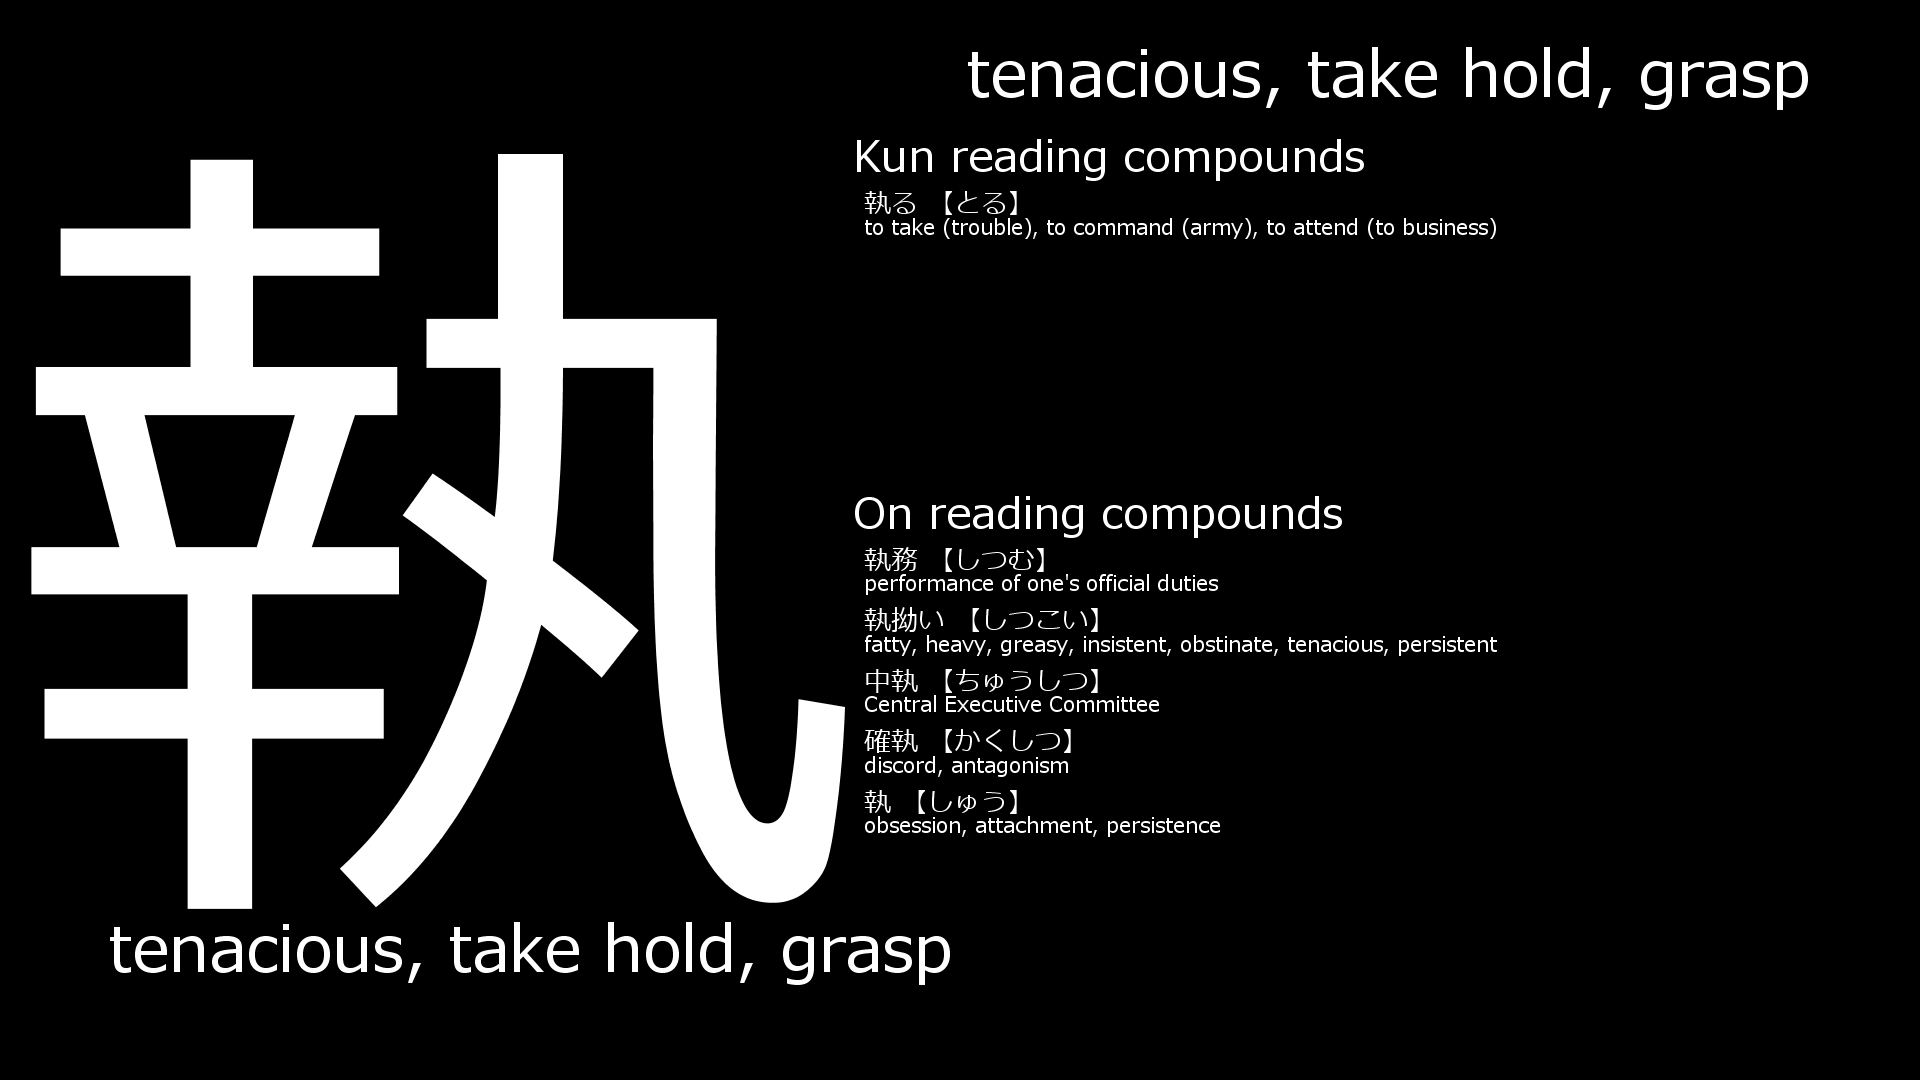 執
tenacious, take hold, grasp
tenacious, take hold, grasp
Kun reading compounds
執る 【とる】
to take (trouble), to command (army), to attend (to business)
On reading compounds
執務 【しつむ】
performance of one's official duties
執拗い 【しつこい】
fatty, heavy, greasy, insistent, obstinate, tenacious, persistent
中執 【ちゅうしつ】
Central Executive Committee
確執 【かくしつ】
discord, antagonism
執 【しゅう】
obsession, attachment, persistence